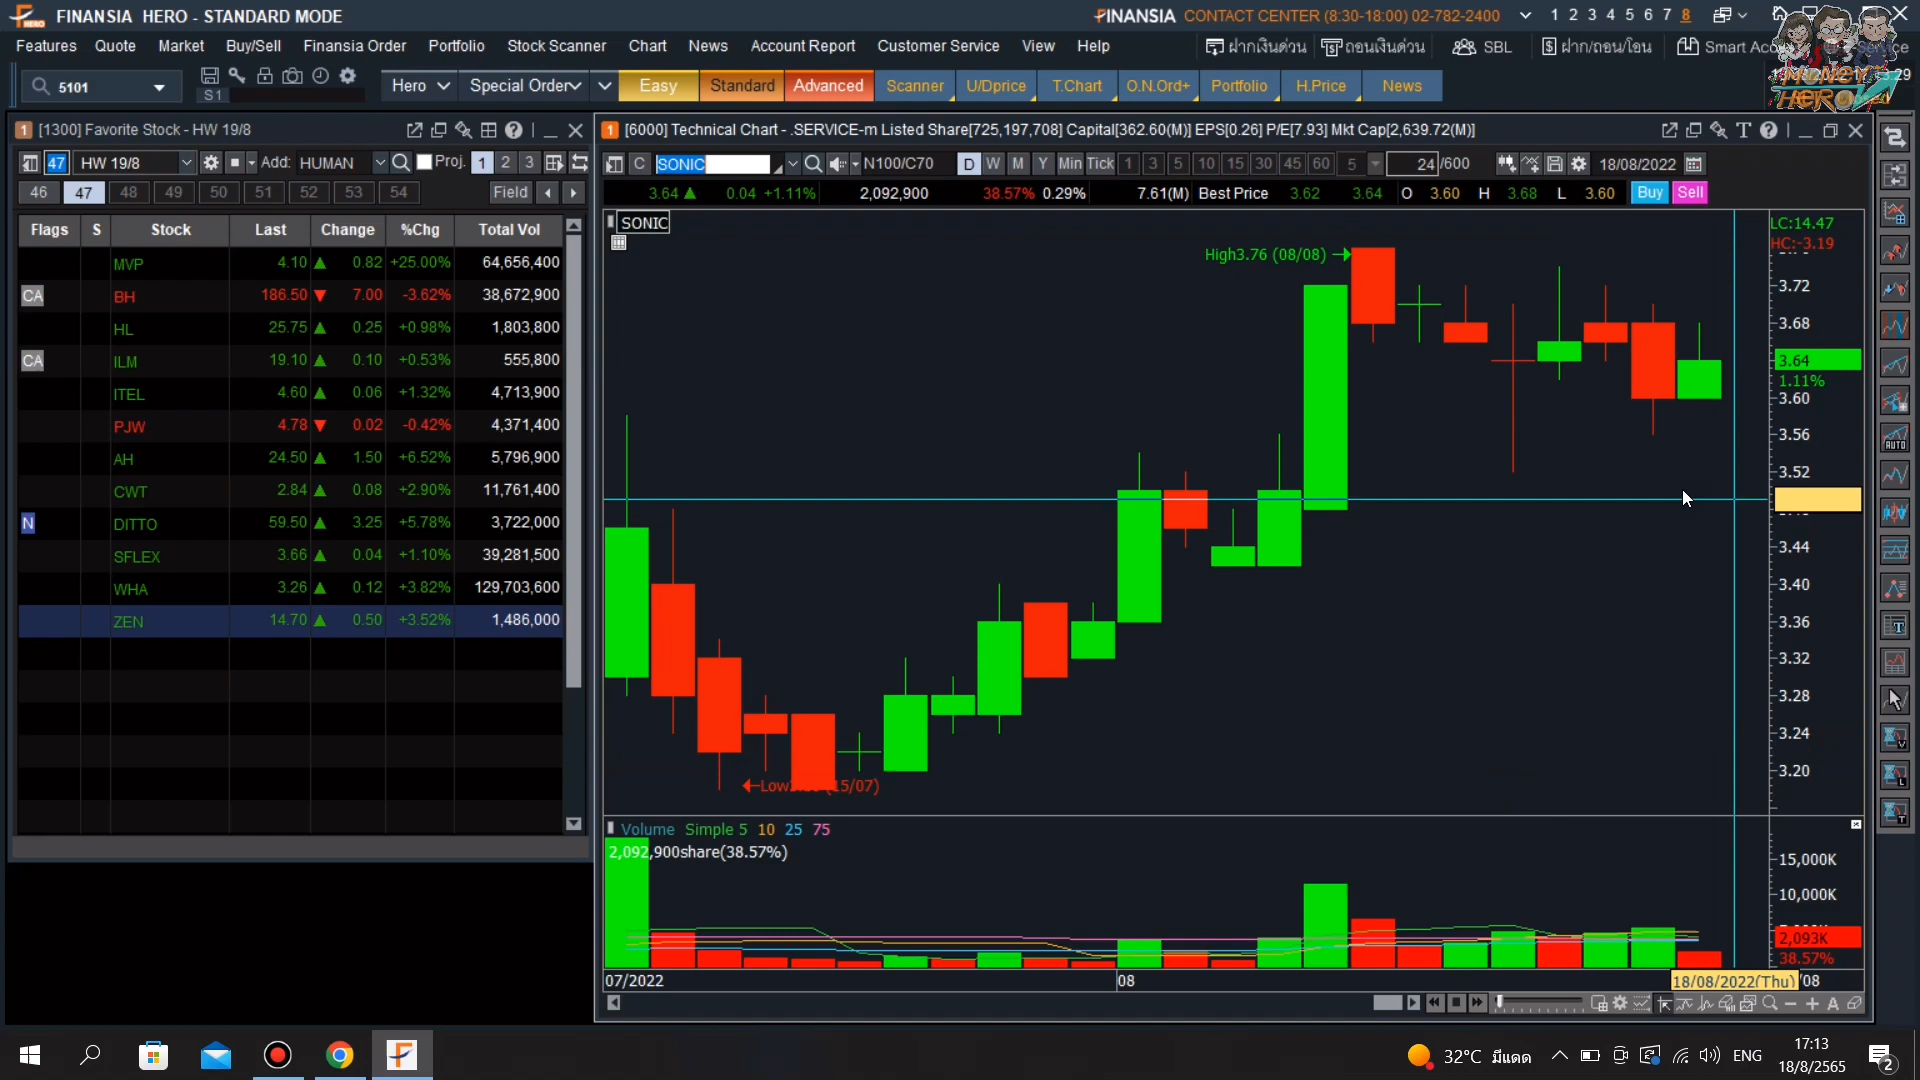 FINANSIA HERO - STANDARD MODE
FINANSIA CONTACT CENTER (8:30-18:00) 02-782-2400
1 2 3 4 5 6 7 8
Features Quote Market Buy/Sell Finansia Order Portfolio Stock Scanner Chart News Account Report Customer Service View Help
ฝากเงินด่วน ถอนเงินด่วน SBL ฝาก/ถอน/โอน
5101 S1 Hero Special Order Easy Standard Advanced Scanner U/Dprice T.Chart O.N.Ord+ Portfolio H.Price News
MONEY HERO
1 [1300] Favorite Stock - HW 19/8
47 HW 19/8 Add: HUMAN Proj. 1 2 3
46 47 48 49 50 51 52 53 54 Field
Flags S Stock Last Change %Chg Total Vol
MVP 4.10 ▲ 0.82 +25.00% 64,656,400
CA BH 186.50 ▼ 7.00 -3.62% 38,672,900
HL 25.75 ▲ 0.25 +0.98% 1,803,800
CA ILM 19.10 ▲ 0.10 +0.53% 555,800
ITEL 4.60 ▲ 0.06 +1.32% 4,713,900
PJW 4.78 ▼ 0.02 -0.42% 4,371,400
AH 24.50 ▲ 1.50 +6.52% 5,796,900
CWT 2.84 ▲ 0.08 +2.90% 11,761,400
N DITTO 59.50 ▲ 3.25 +5.78% 3,722,000
SFLEX 3.66 ▲ 0.04 +1.10% 39,281,500
WHA 3.26 ▲ 0.12 +3.82% 129,703,600
ZEN 14.70 ▲ 0.50 +3.52% 1,486,000
1 [6000] Technical Chart - .SERVICE-m Listed Share[725,197,708] Capital[362.60(M)] EPS[0.26] P/E[7.93] Mkt Cap[2,639.72(M)]
C SONIC N100/C70 D W M Y Min Tick 1 3 5 10 15 30 45 60 5 24 /600 18/08/2022
3.64 ▲ 0.04 +1.11% 2,092,900 38.57% 0.29% 7.61(M) Best Price 3.62 3.64 O 3.60 H 3.68 L 3.60 Buy Sell
SONIC
High3.76 (08/08)
LC:14.47
HC:-3.19
3.72
3.68
3.64
1.11%
3.60
3.56
3.52
3.44
3.40
3.36
3.32
3.28
3.24
3.20
Volume Simple 5 10 25 75
2,092,900share(38.57%)
15,000K
10,000K
2,093K
38.57%
07/2022 08 18/08/2022(Thu) /08
32°C มีแดด ENG
17:13
18/8/2565
2